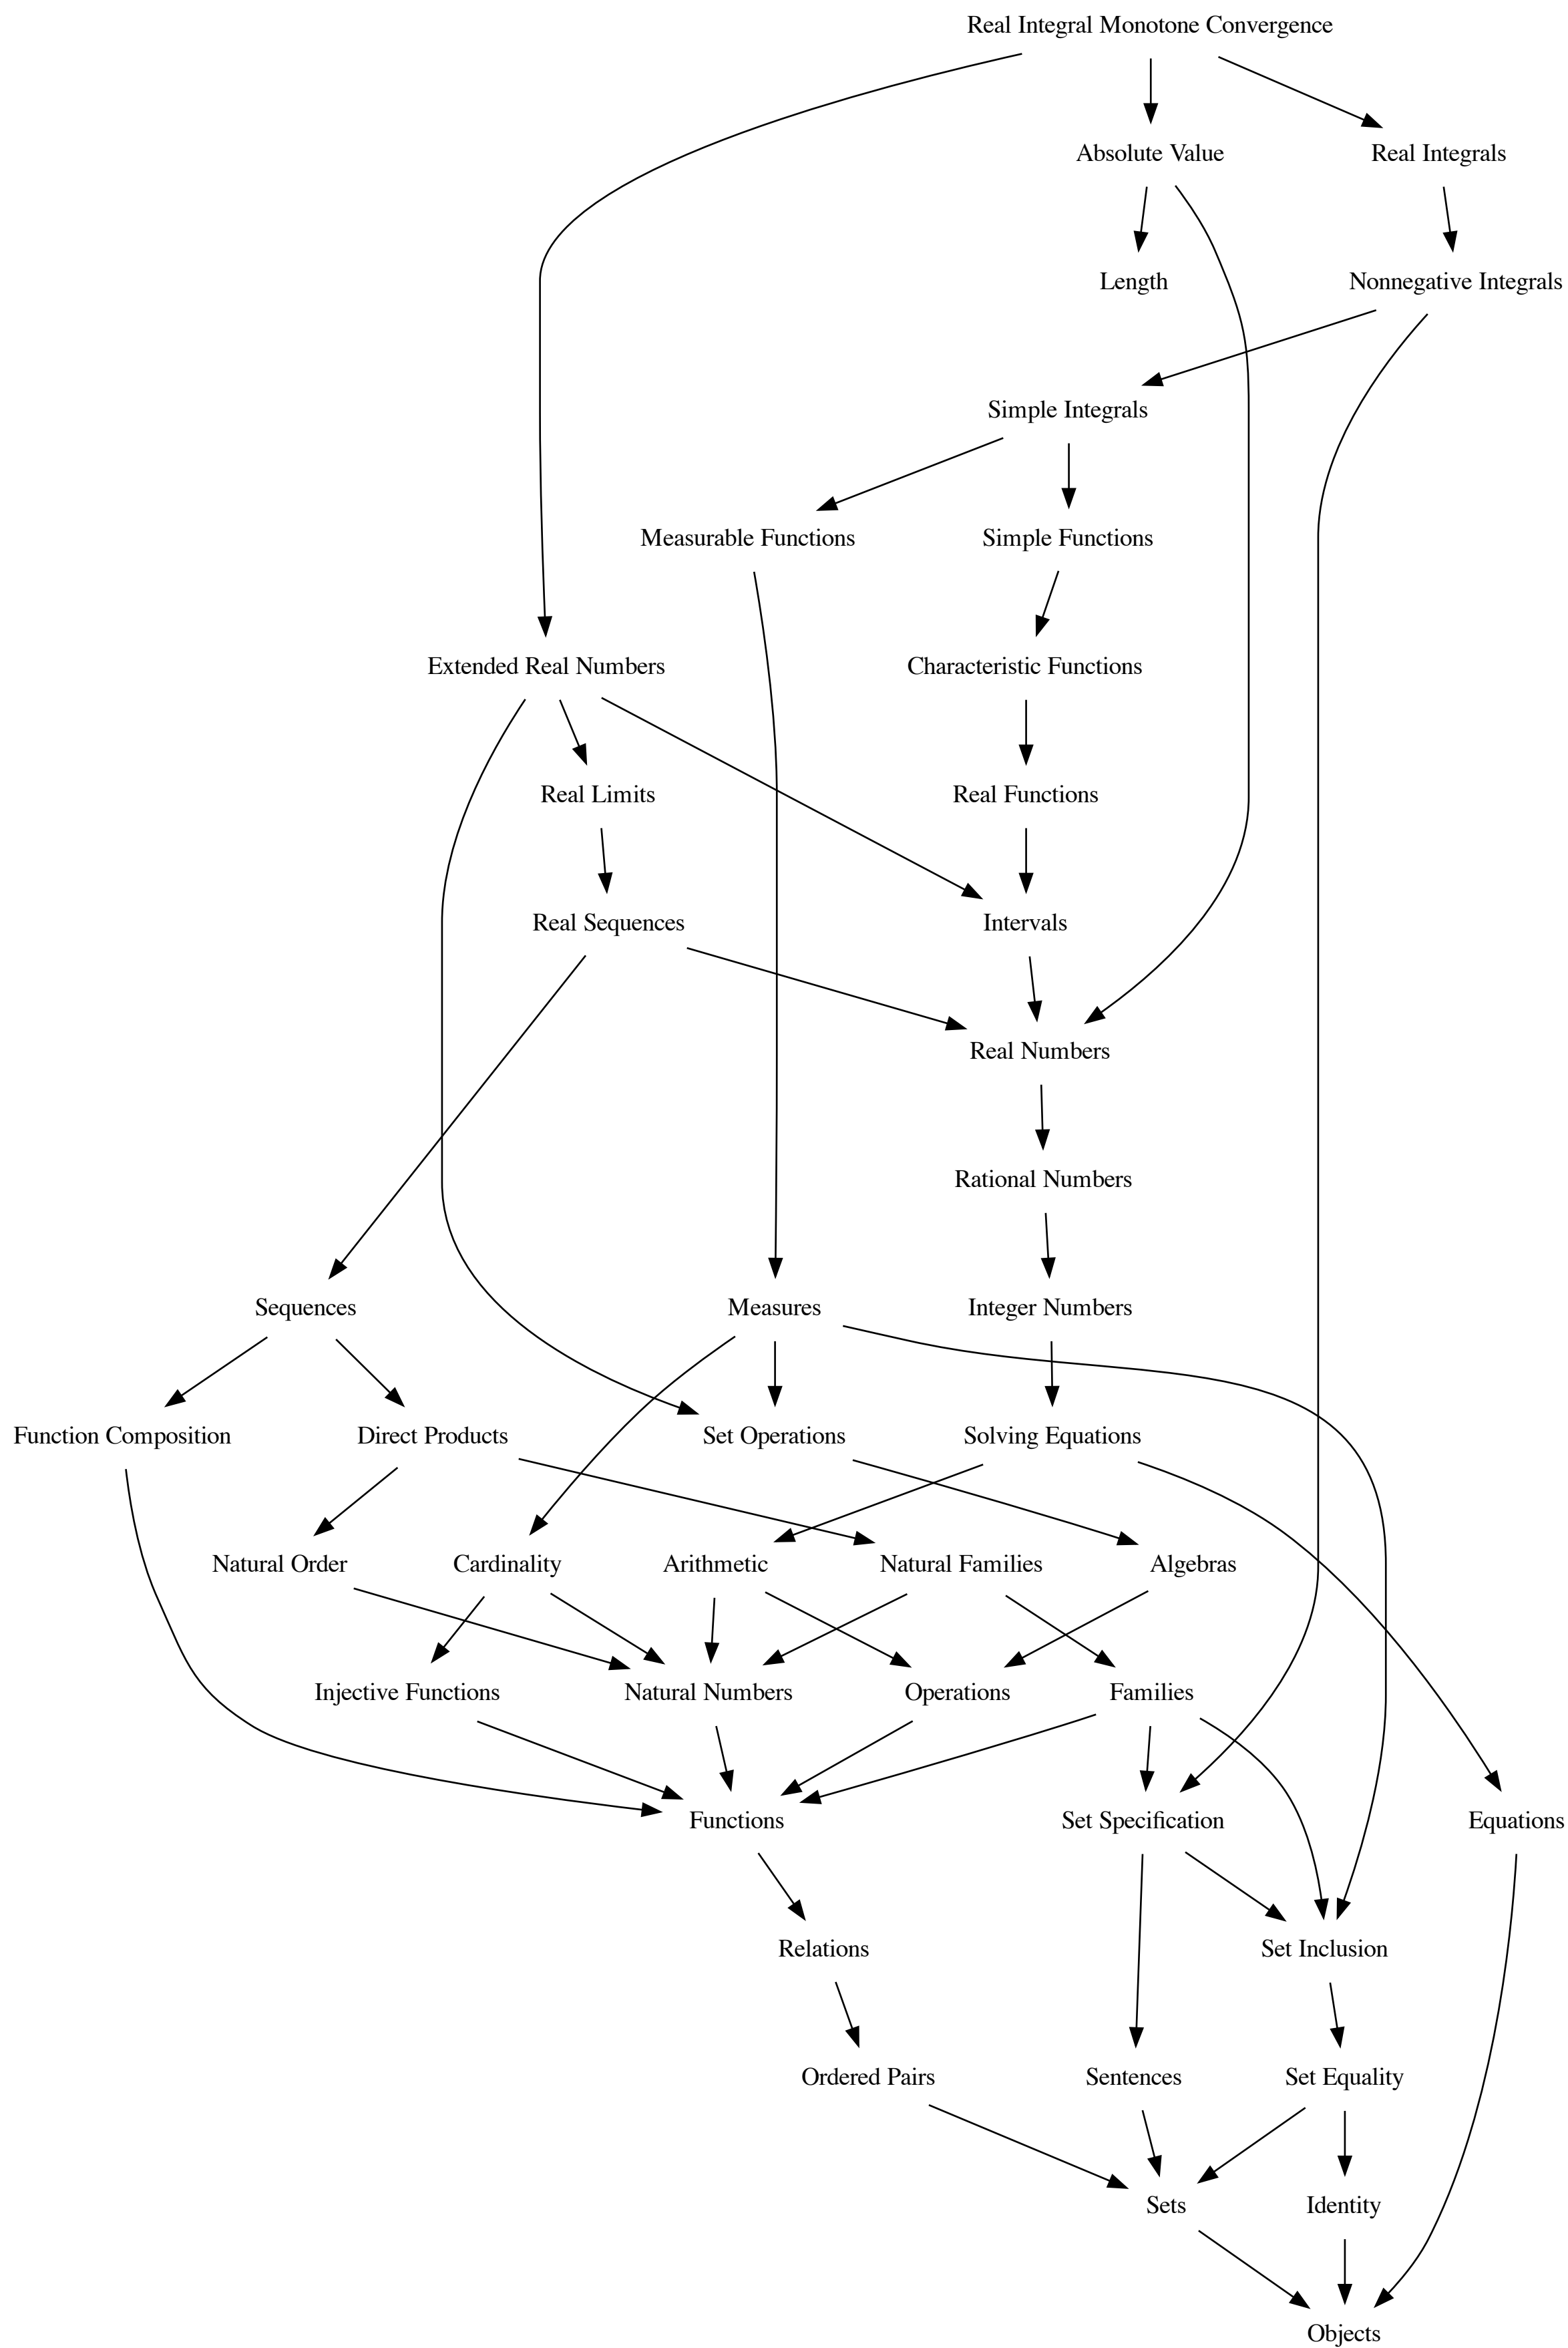 Real Integral Monotone Convergence
Absolute Value
Real Integrals
Length
Nonnegative Integrals
Simple Integrals
Measurable Functions
Simple Functions
Extended Real Numbers
Characteristic Functions
Real Limits
Real Functions
Real Sequences
Intervals
Real Numbers
Rational Numbers
Sequences
Measures
Integer Numbers
Function Composition
Direct Products
Set Operations
Solving Equations
Natural Order
Cardinality
Arithmetic
Natural Families
Algebras
Injective Functions
Natural Numbers
Operations
Families
Functions
Set Specification
Equations
Relations
Set Inclusion
Ordered Pairs
Sentences
Set Equality
Sets
Identity
Objects